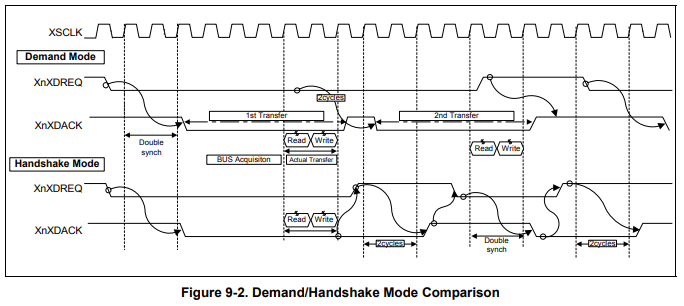 XSCLK
Demand Mode
XnXDREQ
2cycles
1st Transfer
2nd Transfer
XnXDACK
Double
synch
Read Write
Read Write
BUS Acquisiton
Actual Transfer
Handshake Mode
XnXDREQ
Read Write
XnXDACK
2cycles
Double
synch
2cycles
Figure 9-2. Demand/Handshake Mode Comparison